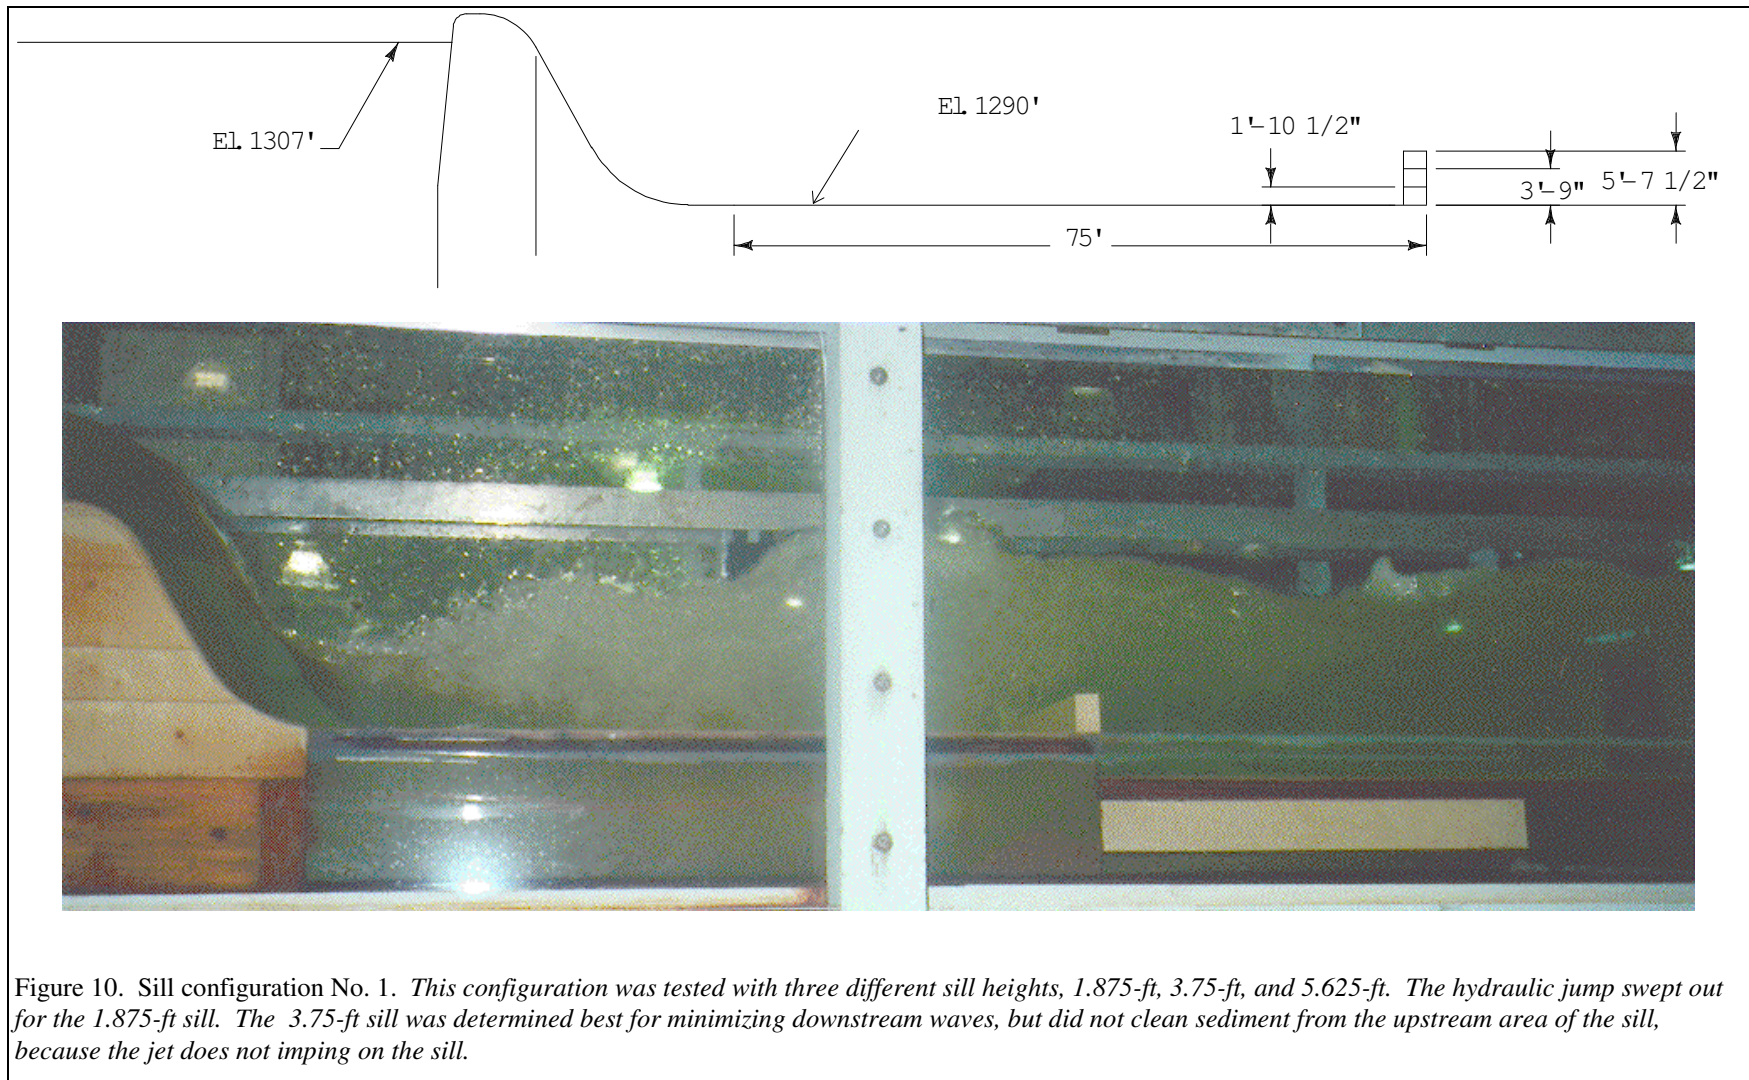 El. 1307'
El. 1290'
1'-10 1/2"
3'-9"
5'-7 1/2"
75'
Figure 10. Sill configuration No. 1. This configuration was tested with three different sill heights, 1.875-ft, 3.75-ft, and 5.625-ft. The hydraulic jump swept out
for the 1.875-ft sill. The 3.75-ft sill was determined best for minimizing downstream waves, but did not clean sediment from the upstream area of the sill,
because the jet does not imping on the sill.